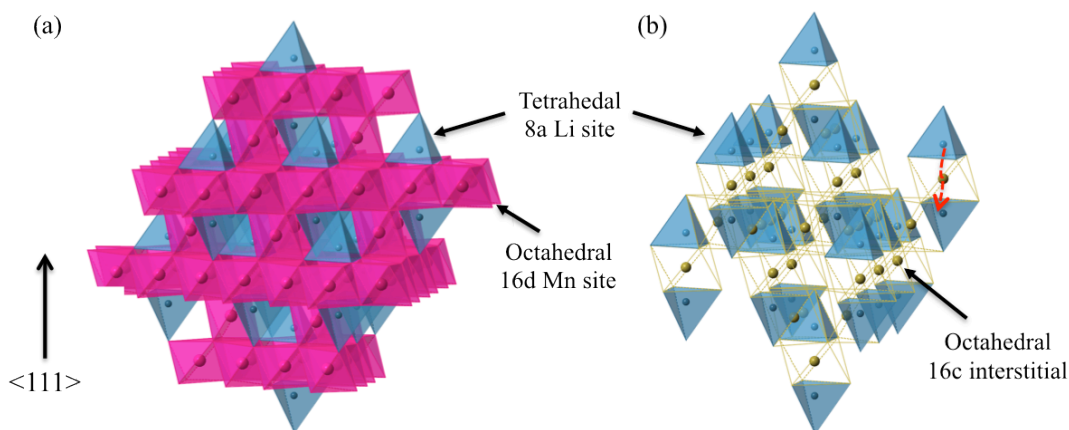 (a)
(b)
Tetrahedal
8a Li site
Octahedral
16d Mn site
<111>
Octahedral
16c interstitial